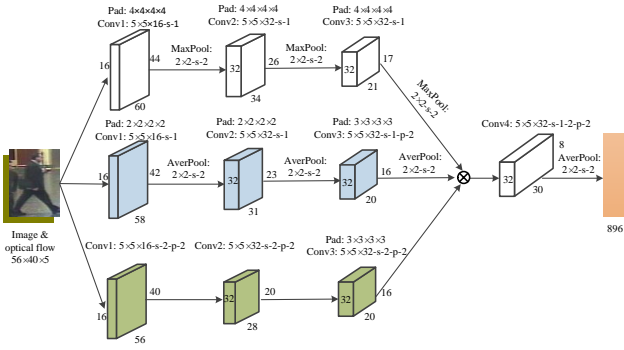 Pad: 4×4×4×4
Conv1: 5×5×16-s-1
Pad: 4×4×4×4
Conv2: 5×5×32-s-1
Pad: 4×4×4×4
Conv3: 5×5×32-s-1
16
44
60
MaxPool:
2×2-s-2
32
26
34
MaxPool:
2×2-s-2
32
17
21
MaxPool:
2×2-s-2
Pad: 2×2×2×2
Conv1: 5×5×16-s-1
Pad: 2×2×2×2
Conv2: 5×5×32-s-1
Pad: 3×3×3×3
Conv3: 5×5×32-s-1-p-2
16
42
58
AverPool:
2×2-s-2
32
23
31
AverPool:
2×2-s-2
32
16
20
AverPool:
2×2-s-2
Conv4: 5×5×32-s-1-2-p-2
32
8
30
AverPool:
2×2-s-2
896
Image &
optical flow
56×40×5
Conv1: 5×5×16-s-2-p-2
Conv2: 5×5×32-s-2-p-2
Pad: 3×3×3×3
Conv3: 5×5×32-s-2-p-2
16
40
56
32
20
28
32
16
20